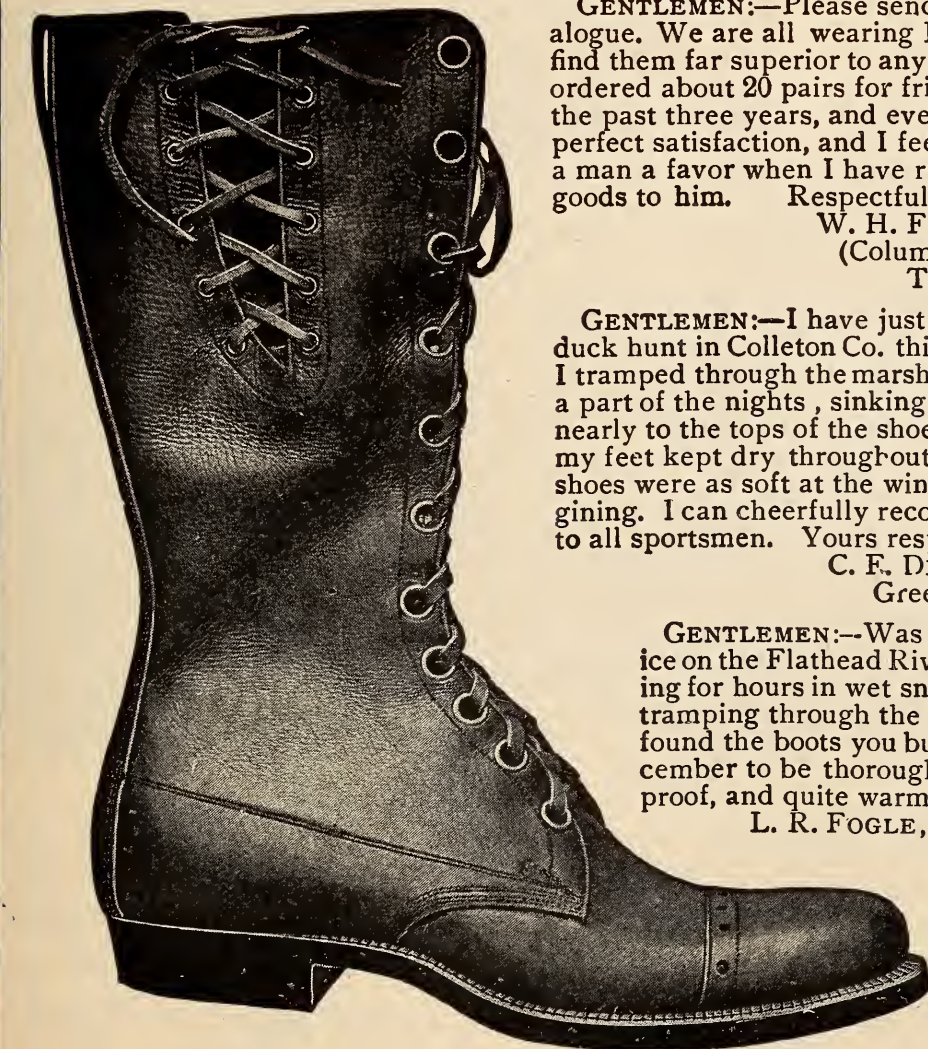 GENTLEMEN:—Please send
alogue. We are all wearing
find them far superior to any
ordered about 20 pairs for fri
the past three years, and eve
perfect satisfaction, and I fee
a man a favor when I have r
goods to him. Respectful
W. H. F
(Colum
T
GENTLEMEN:—I have just
duck hunt in Colleton Co. thi
I tramped through the marsh
a part of the nights , sinking
nearly to the tops of the shoe
my feet kept dry throughout
shoes were as soft at the win
gining. I can cheerfully reco
to all sportsmen. Yours res
C. E. D
Gree
GENTLEMEN:--Was
ice on the Flathead Riv
ing for hours in wet sn
tramping through the
found the boots you bu
cember to be thorough
proof, and quite warm
L. R. FOGLE,